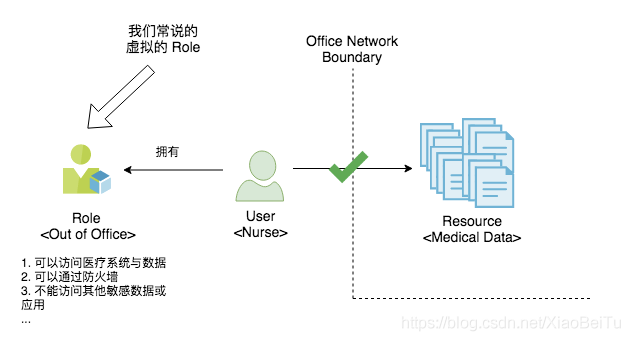 我们常说的
虚拟的 Role
Office Network
Boundary
拥有
Role
<Out of Office>
User
<Nurse>
Resource
<Medical Data>
1. 可以访问医疗系统与数据
2. 可以通过防火墙
3. 不能访问其他敏感数据或
应用
...
https://blog.csdn.net/XiaoBeiTu